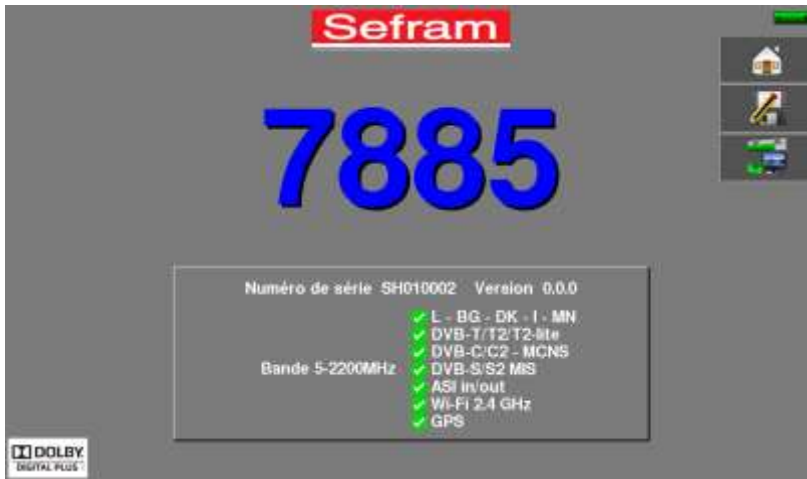 Sefram
7885
Numéro de série SH010002 Version 0.0.0
L - BG - DK - I - MN
DVB-T/T2/T2-lite
DVB-C/C2 - MCNS
Bande 5-2200MHz
DVB-S/S2 MIS
ASI in/out
Wi-Fi 2.4 GHz
GPS
DOLBY
DIGITAL PLUS